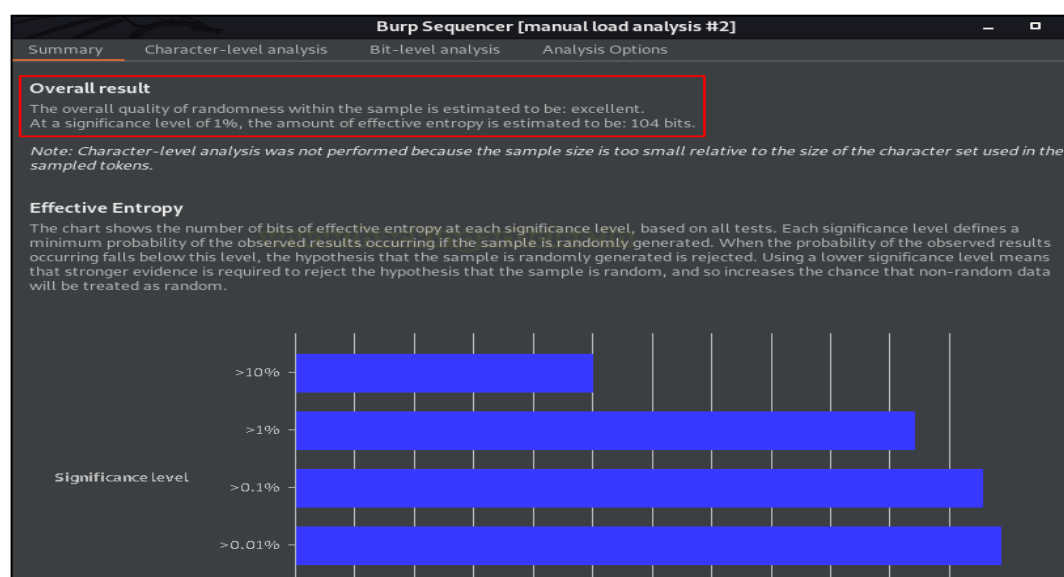 Burp Sequencer [manual load analysis #2]
Summary Character-level analysis Bit-level analysis Analysis Options
Overall result
The overall quality of randomness within the sample is estimated to be: excellent.
At a significance level of 1%, the amount of effective entropy is estimated to be: 104 bits.
Note: Character-level analysis was not performed because the sample size is too small relative to the size of the character set used in the
sampled tokens.
Effective Entropy
The chart shows the number of bits of effective entropy at each significance level, based on all tests. Each significance level defines a
minimum probability of the observed results occurring if the sample is randomly generated. When the probability of the observed results
occurring falls below this level, the hypothesis that the sample is randomly generated is rejected. Using a lower significance level means
that stronger evidence is required to reject the hypothesis that the sample is random, and so increases the chance that non-random data
will be treated as random.
>10%
>1%
Significance level
>0.1%
>0.01%